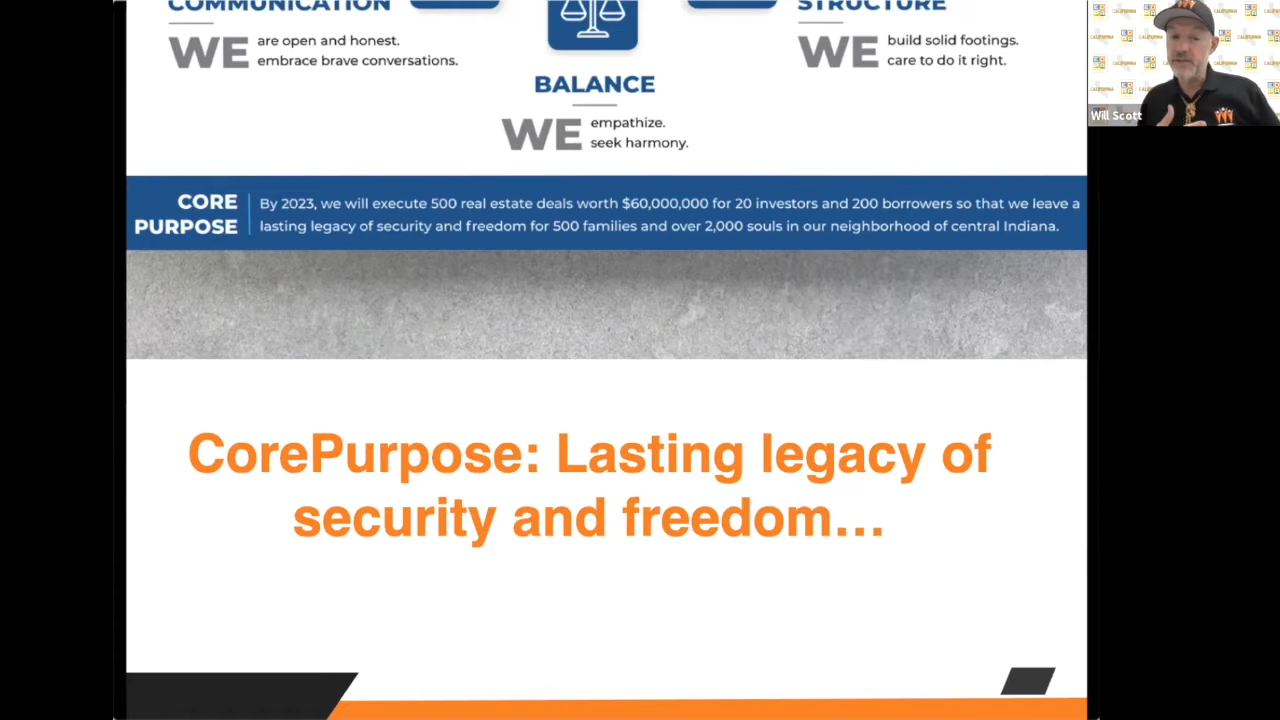 COMMUNICATION
STRUCTURE
WE are open and honest.
embrace brave conversations.
WE build solid footings.
care to do it right.
BALANCE
WE empathize.
seek harmony.
CORE
PURPOSE
By 2023, we will execute 500 real estate deals worth $60,000,000 for 20 investors and 200 borrowers so that we leave a
lasting legacy of security and freedom for 500 families and over 2,000 souls in our neighborhood of central Indiana.
CorePurpose: Lasting legacy of
security and freedom...
Will Scott